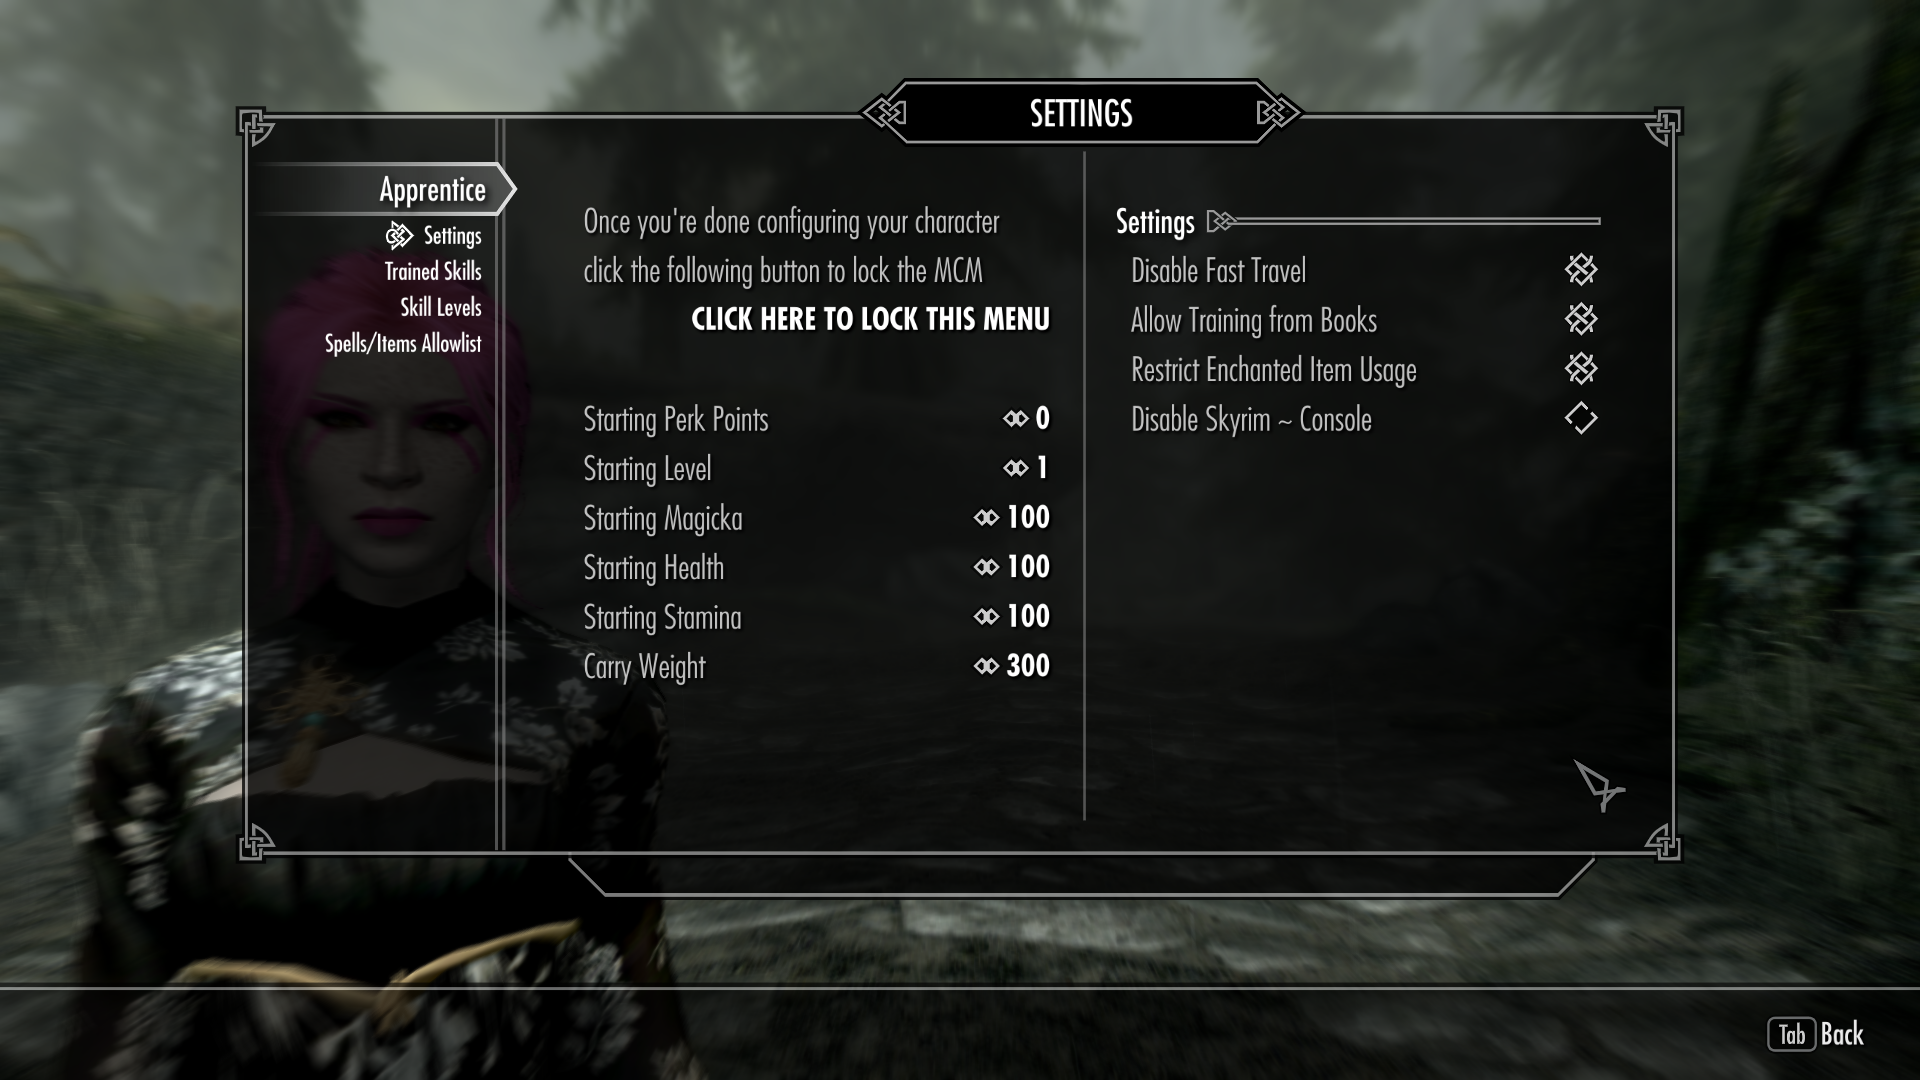 SETTINGS
Apprentice
Settings
Trained Skills
Skill Levels
Spells/Items Allowlist
Once you're done configuring your character
click the following button to lock the MCM
CLICK HERE TO LOCK THIS MENU
Starting Perk Points 0
Starting Level 1
Starting Magicka 100
Starting Health 100
Starting Stamina 100
Carry Weight 300
Settings
Disable Fast Travel
Allow Training from Books
Restrict Enchanted Item Usage
Disable Skyrim ~ Console
Tab Back